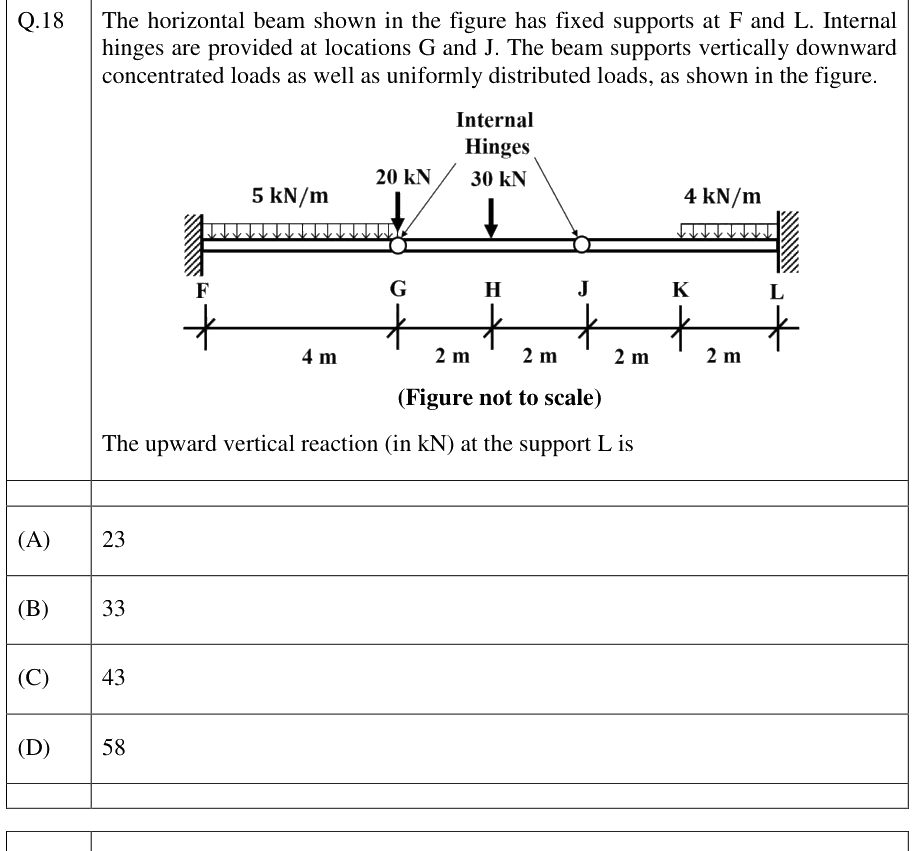 Q.18 The horizontal beam shown in the figure has fixed supports at F and L. Internal
hinges are provided at locations G and J. The beam supports vertically downward
concentrated loads as well as uniformly distributed loads, as shown in the figure.
Internal
Hinges
20 kN 30 kN
5 kN/m 4 kN/m
F G H J K L
4 m 2 m 2 m 2 m 2 m
(Figure not to scale)
The upward vertical reaction (in kN) at the support L is
(A) 23
(B) 33
(C) 43
(D) 58